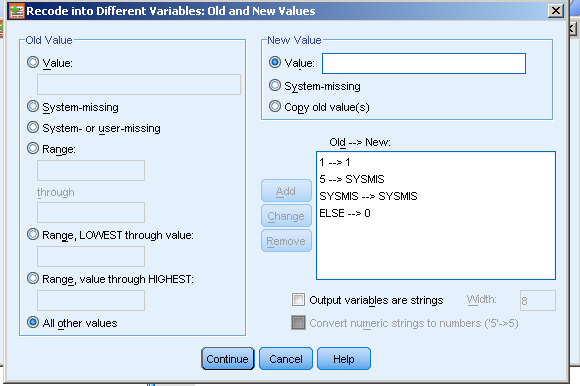 Recode into Different Variables: Old and New Values
Old Value
Value:
System-missing
System- or user-missing
Range:
through
Range, LOWEST through value:
Range, value through HIGHEST:
All other values
New Value
Value:
System-missing
Copy old value(s)
Old --> New:
1 --> 1
5 --> SYSMIS
SYSMIS --> SYSMIS
ELSE --> 0
Add
Change
Remove
Output variables are strings
Width:
8
Convert numeric strings to numbers ('5'->5)
Continue
Cancel
Help